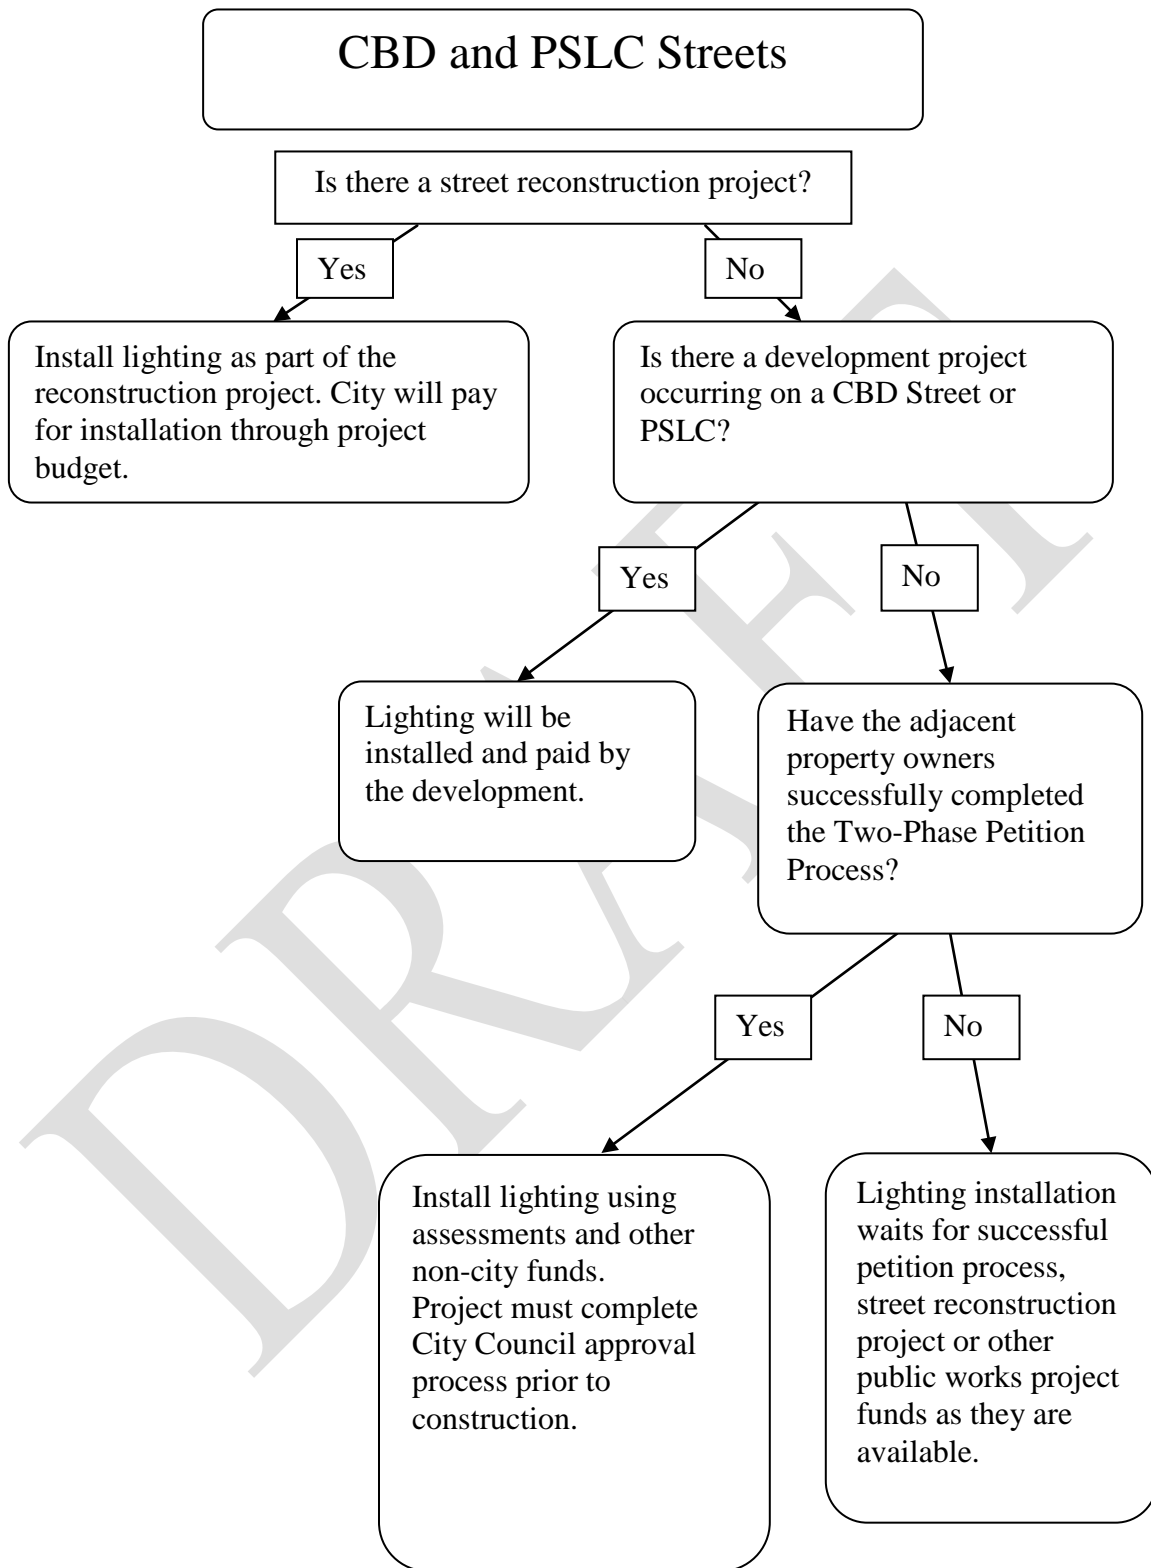 CBD and PSLC Streets
Is there a street reconstruction project?
Yes
No
Install lighting as part of the
reconstruction project. City will pay
for installation through project
budget.
Is there a development project
occurring on a CBD Street or
PSLC?
Yes
No
Lighting will be
installed and paid by
the development.
Have the adjacent
property owners
successfully completed
the Two-Phase Petition
Process?
Yes
No
Install lighting using
assessments and other
non-city funds.
Project must complete
City Council approval
process prior to
construction.
Lighting installation
waits for successful
petition process,
street reconstruction
project or other
public works project
funds as they are
available.
DRAFT